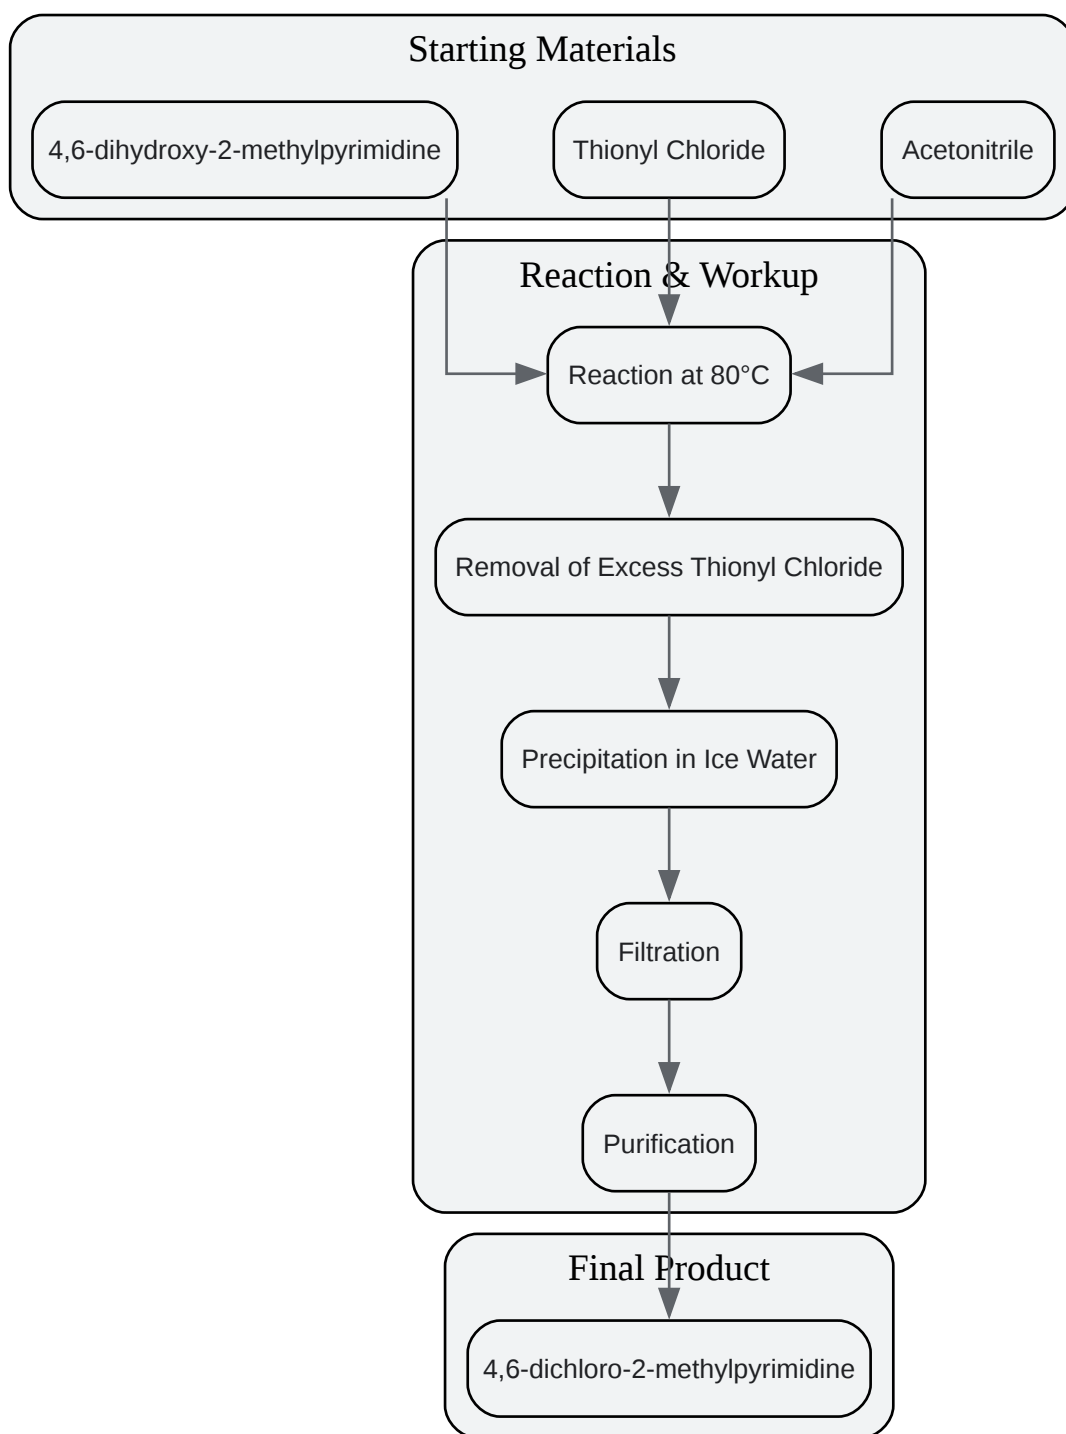 Starting Materials
4,6-dihydroxy-2-methylpyrimidine
Thionyl Chloride
Acetonitrile
Reaction & Workup
Reaction at 80°C
Removal of Excess Thionyl Chloride
Precipitation in Ice Water
Filtration
Purification
Final Product
4,6-dichloro-2-methylpyrimidine